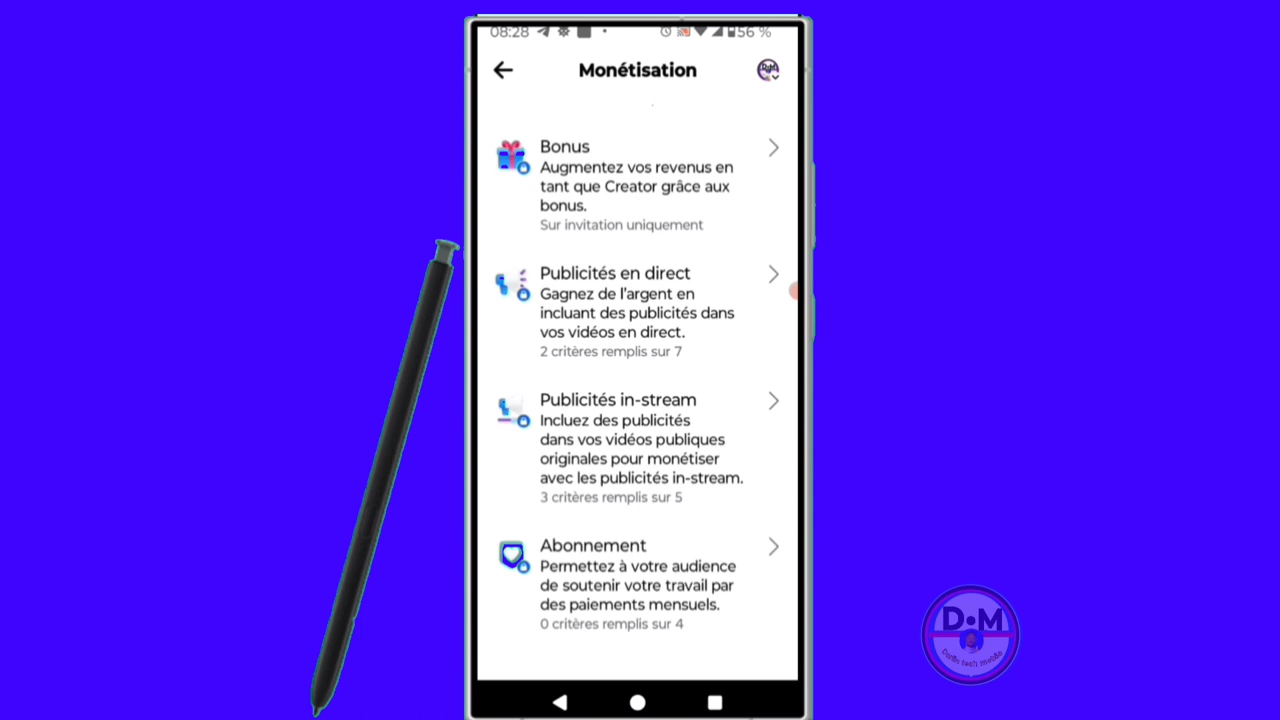 08:28
56 %
Monétisation
Bonus
Augmentez vos revenus en
tant que Creator grâce aux
bonus.
Sur invitation uniquement
Publicités en direct
Gagnez de l'argent en
incluant des publicités dans
vos vidéos en direct.
2 critères remplis sur 7
Publicités in-stream
Incluez des publicités
dans vos vidéos publiques
originales pour monétiser
avec les publicités in-stream.
3 critères remplis sur 5
Abonnement
Permettez à votre audience
de soutenir votre travail par
des paiements mensuels.
0 critères remplis sur 4
D•M
tech mobile